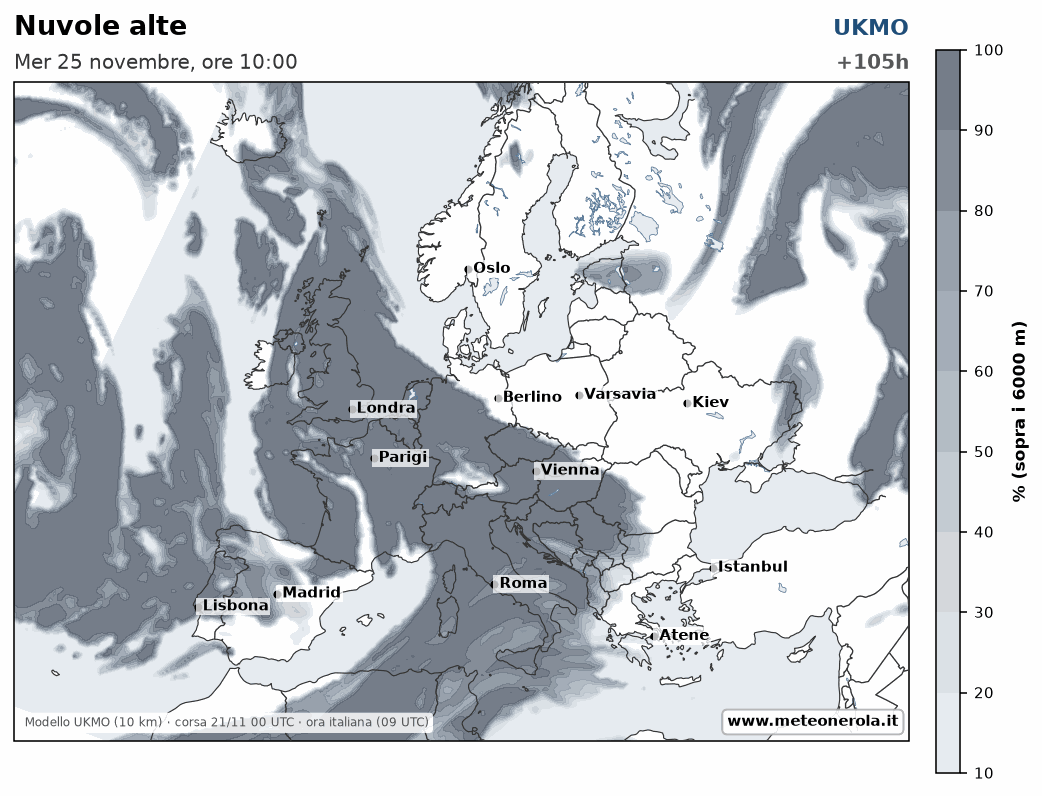 Nuvole alte
UKMO
Mer 25 novembre, ore 10:00
+105h
Oslo
Berlino
Varsavia
Kiev
Londra
Parigi
Vienna
Istanbul
Roma
Madrid
Lisbona
Atene
Modello UKMO (10 km) · corsa 21/11 00 UTC · ora italiana (09 UTC)
www.meteonerola.it
100
90
80
70
60
50
40
30
20
10
% (sopra i 6000 m)